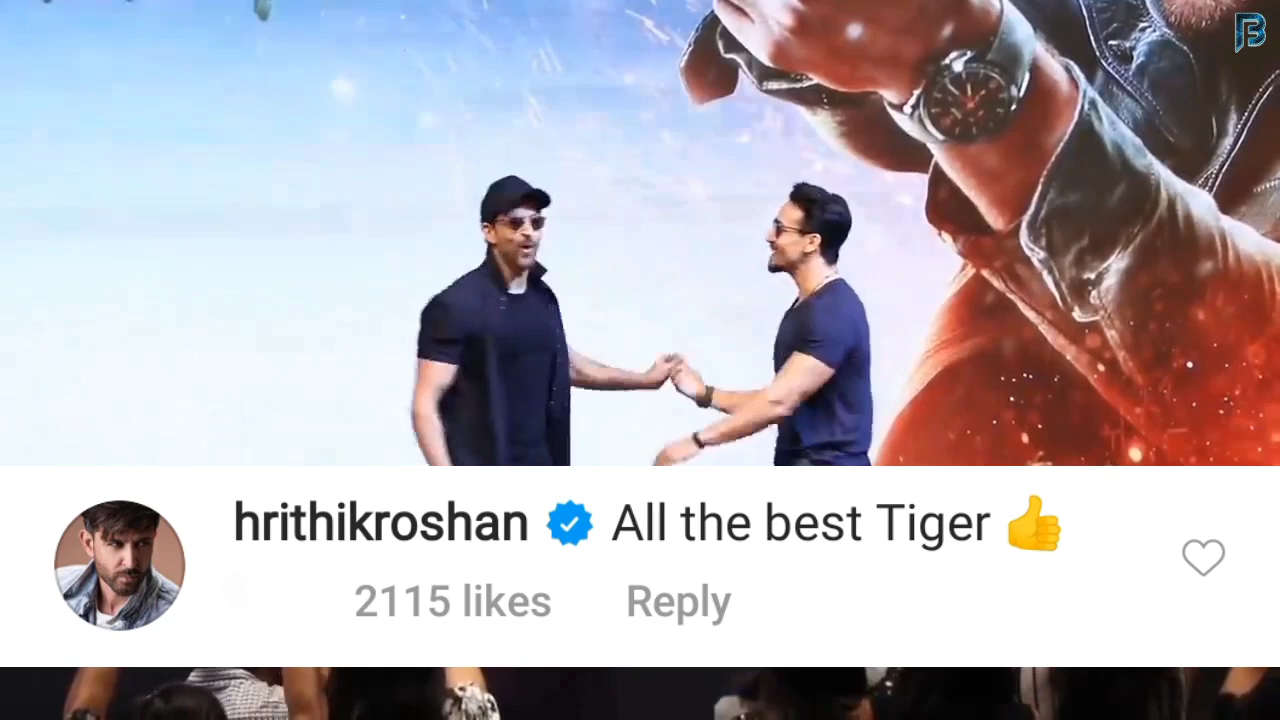 hrithikroshan All the best Tiger 👍
2115 likes Reply